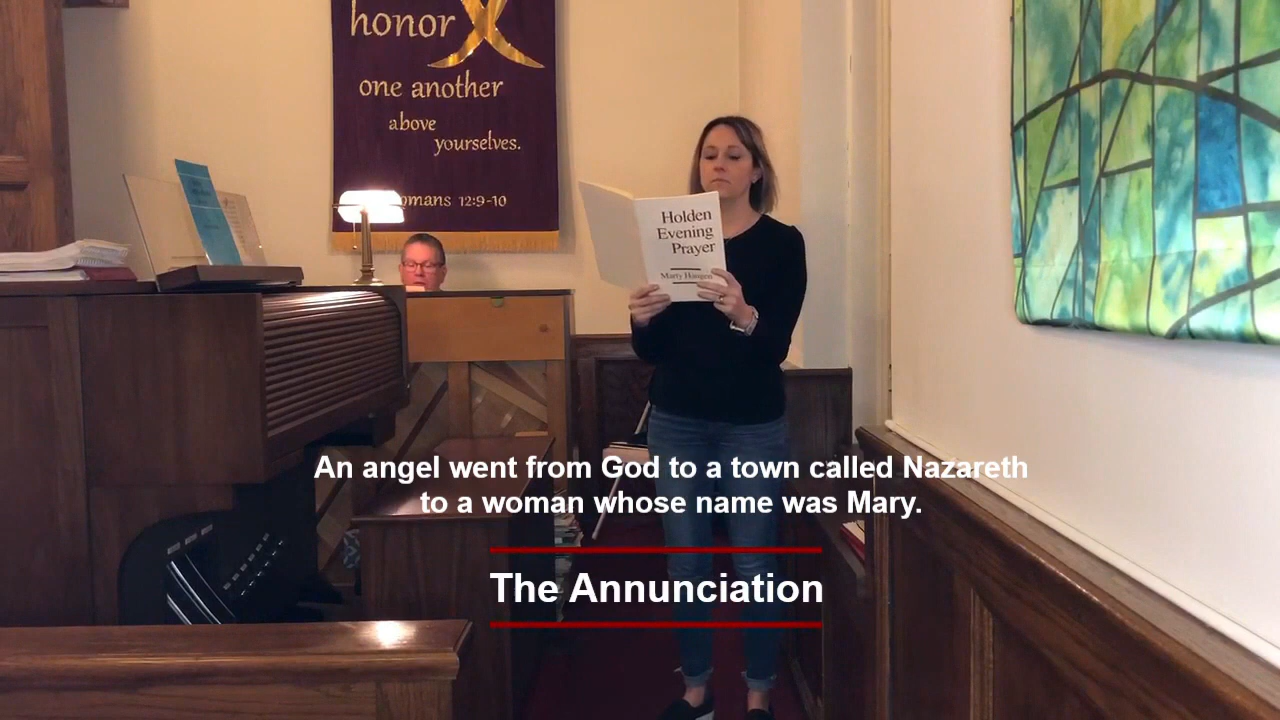 honor
one another
above
yourselves.
omans 12:9-10
Holden
Evening
Prayer
Marty Haugen
An angel went from God to a town called Nazareth
to a woman whose name was Mary.
The Annunciation